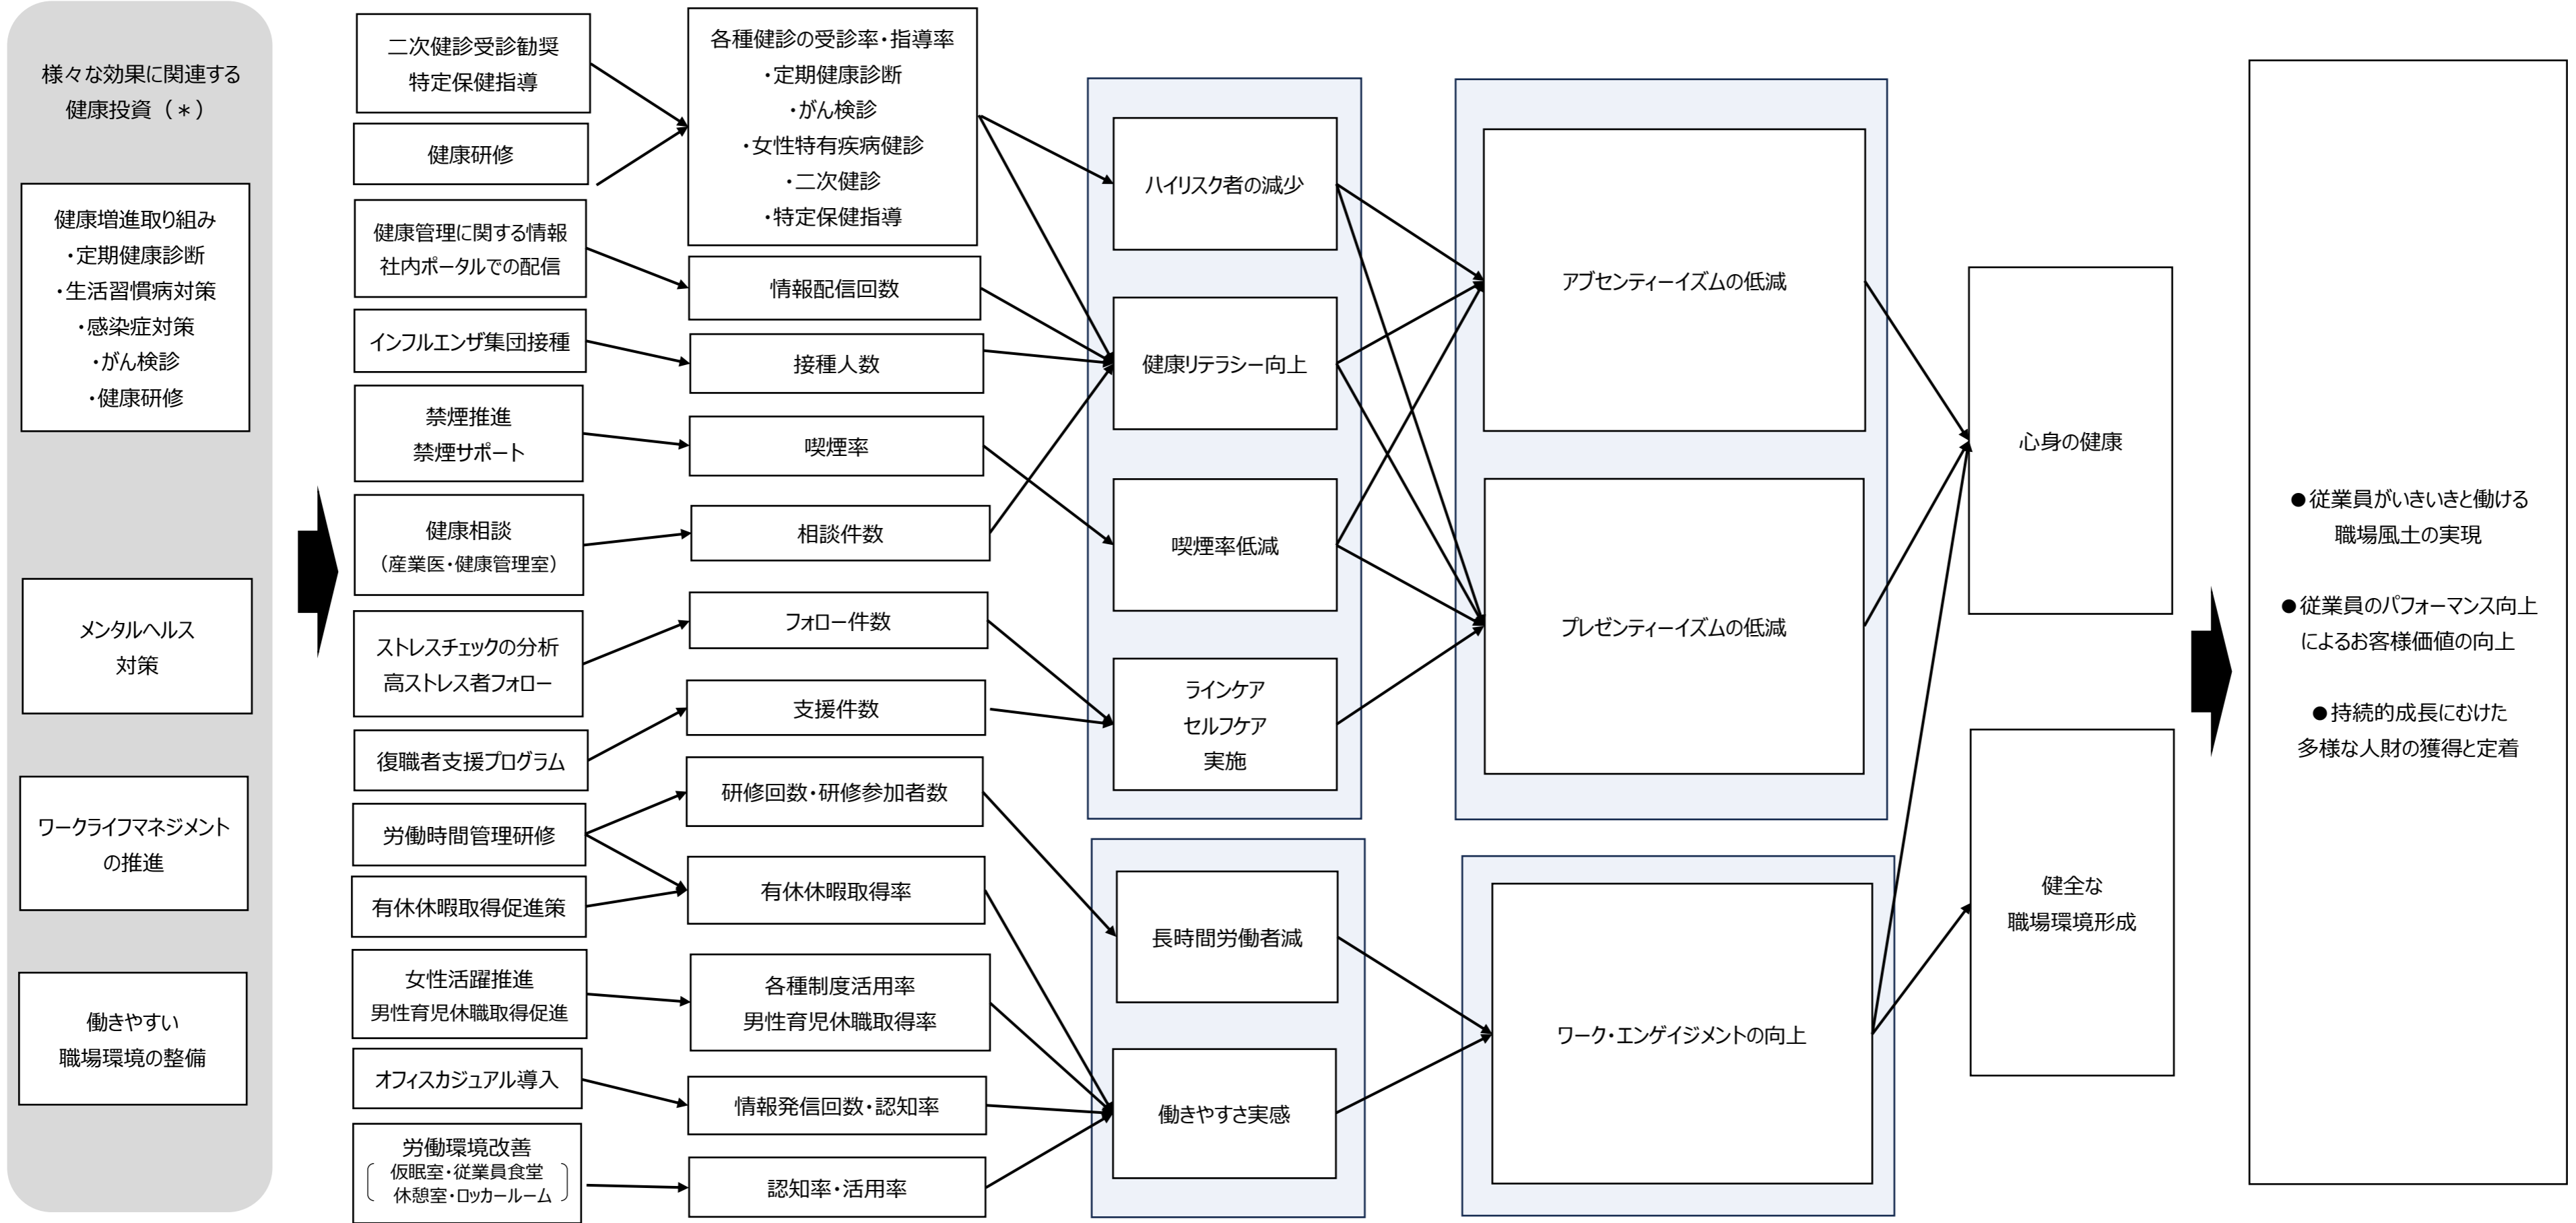 様々な効果に関連する
健康投資（＊）
健康増進取り組み
・定期健康診断
・生活習慣病対策
・感染症対策
・がん検診
・健康研修
メンタルヘルス
対策
ワークライフマネジメント
の推進
働きやすい
職場環境の整備
二次健診受診勧奨
特定保健指導
健康研修
健康管理に関する情報
社内ポータルでの配信
インフルエンザ集団接種
禁煙推進
禁煙サポート
健康相談
（産業医・健康管理室）
ストレスチェックの分析
高ストレス者フォロー
復職者支援プログラム
労働時間管理研修
有休休暇取得促進策
女性活躍推進
男性育児休職取得促進
オフィスカジュアル導入
労働環境改善
仮眠室・従業員食堂
休憩室・ロッカールーム
各種健診の受診率・指導率
・定期健康診断
・がん検診
・女性特有疾病健診
・二次健診
・特定保健指導
情報配信回数
接種人数
喫煙率
相談件数
フォロー件数
支援件数
研修回数・研修参加者数
有休休暇取得率
各種制度活用率
男性育児休職取得率
情報発信回数・認知率
認知率・活用率
ハイリスク者の減少
健康リテラシー向上
喫煙率低減
ラインケア
セルフケア
実施
長時間労働者減
働きやすさ実感
アブセンティーイズムの低減
プレゼンティーイズムの低減
ワーク・エンゲイジメントの向上
心身の健康
健全な
職場環境形成
●従業員がいきいきと働ける
職場風土の実現
●従業員のパフォーマンス向上
によるお客様価値の向上
●持続的成長にむけた
多様な人財の獲得と定着